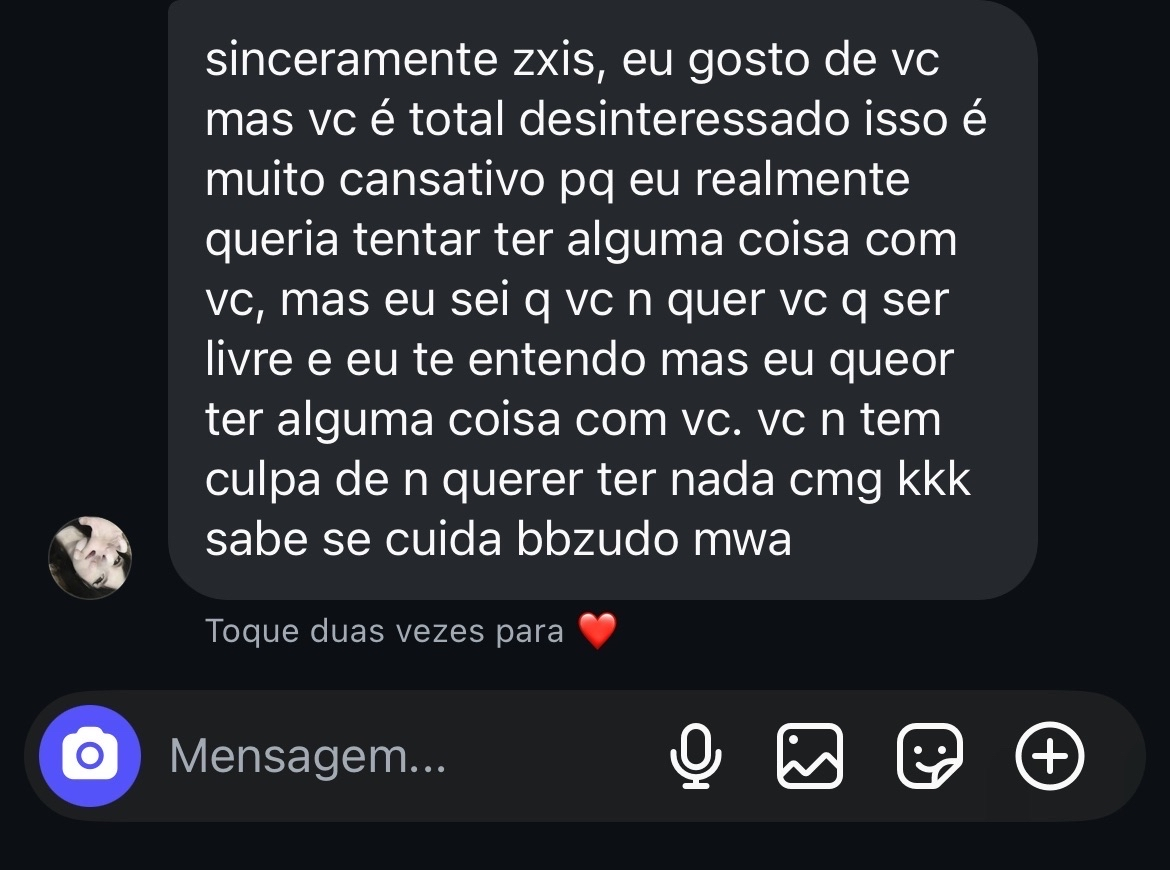 sinceramente zxis, eu gosto de vc
mas vc é total desinteressado isso é
muito cansativo pq eu realmente
queria tentar ter alguma coisa com
vc, mas eu sei q vc n quer vc q ser
livre e eu te entendo mas eu queor
ter alguma coisa com vc. vc n tem
culpa de n querer ter nada cmg kkk
sabe se cuida bbzudo mwa
Toque duas vezes para ❤️
Mensagem...